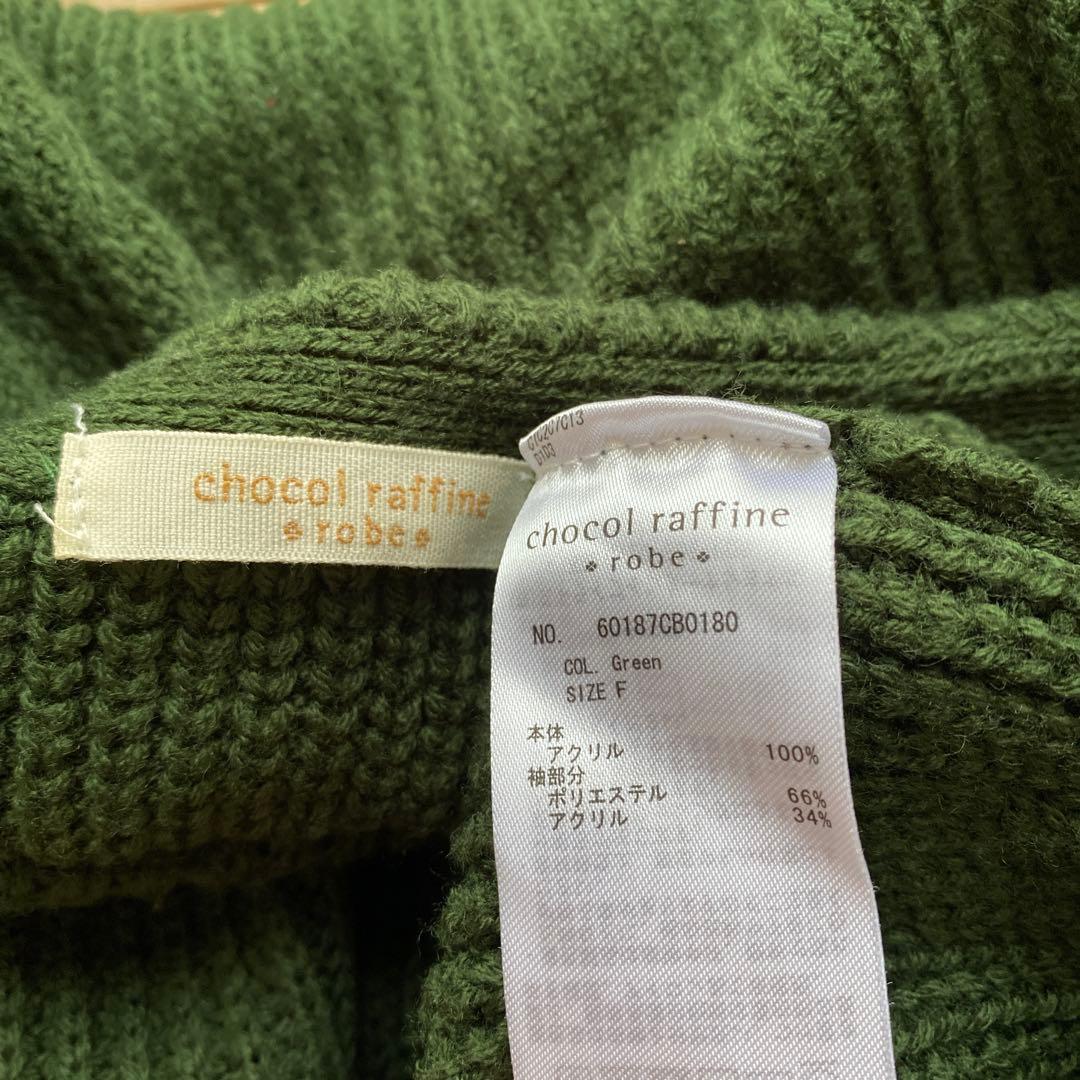 chocol raffine
robe
D1D3
chocol raffine
robe
NO. 60187CB0180
COL. Green
SIZE F
本体
アクリル 100%
袖部分
ポリエステル 66%
アクリル 34%